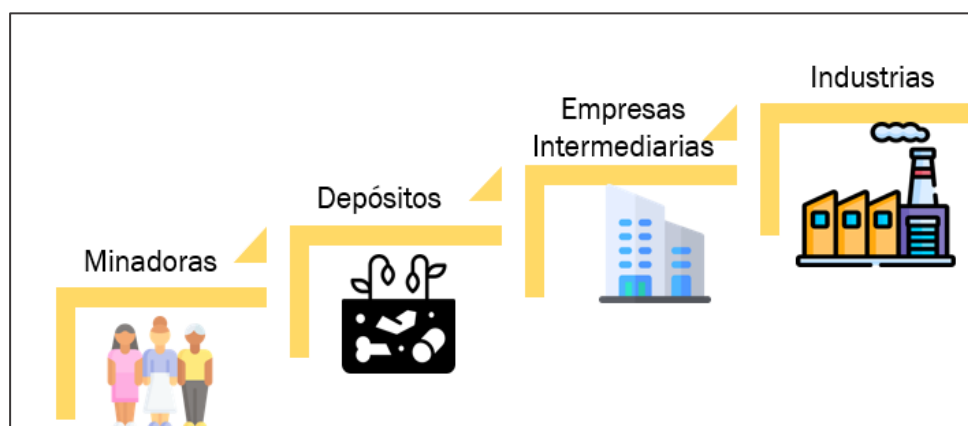 Minadoras
Depósitos
Empresas
Intermediarias
Industrias